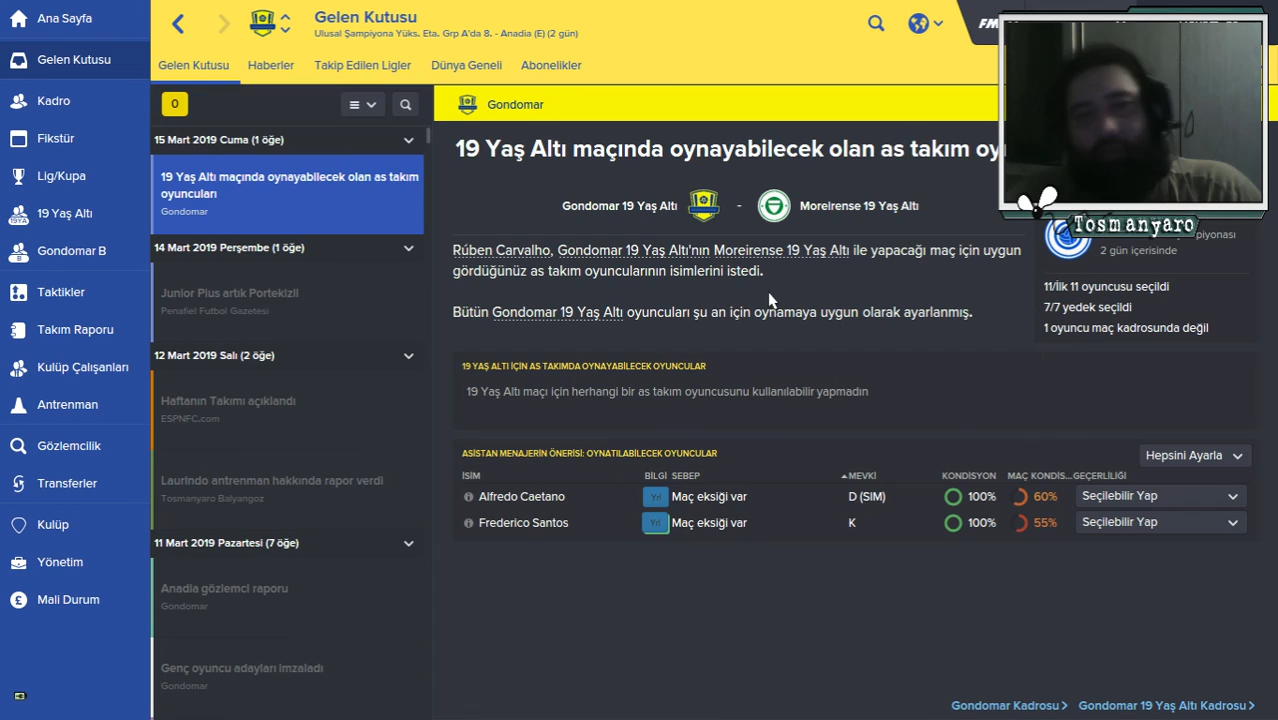 Ana Sayfa
Gelen Kutusu
Kadro
Fikstür
Lig/Kupa
19 Yaş Altı
Gondomar B
Taktikler
Takım Raporu
Kulüp Çalışanları
Antrenman
Gözlemcilik
Transferler
Kulüp
Yönetim
Mali Durum
Gelen Kutusu
Ulusal Şampiyona Yüks. Eta. Grp A'da 8. - Anadia (E) (2 gün)
FM
Gelen Kutusu
Haberler
Takip Edilen Ligler
Dünya Geneli
Abonelikler
0
15 Mart 2019 Cuma (1 öğe)
19 Yaş Altı maçında oynayabilecek olan as takım
oyuncuları
Gondomar
14 Mart 2019 Perşembe (1 öğe)
Junior Pius artık Portekizli
Penafiel Futbol Gazetesi
12 Mart 2019 Salı (2 öğe)
Haftanın Takımı açıklandı
ESPNFC.com
Laurindo antrenman hakkında rapor verdi
Tosmanyaro Balyangoz
11 Mart 2019 Pazartesi (7 öğe)
Anadia gözlemci raporu
Gondomar
Genç oyuncu adayları imzaladı
Gondomar
Gondomar
19 Yaş Altı maçında oynayabilecek olan as takım oy
Gondomar 19 Yaş Altı - Moreirense 19 Yaş Altı
Rúben Carvalho, Gondomar 19 Yaş Altı'nın Moreirense 19 Yaş Altı ile yapacağı maç için uygun
gördüğünüz as takım oyuncularının isimlerini istedi.
Bütün Gondomar 19 Yaş Altı oyuncuları şu an için oynamaya uygun olarak ayarlanmış.
Tosmanyaro
2 gün içerisinde
11/İlk 11 oyuncusu seçildi
7/7 yedek seçildi
1 oyuncu maç kadrosunda değil
19 YAŞ ALTI İÇİN AS TAKIMDA OYNAYABİLECEK OYUNCULAR
19 Yaş Altı maçı için herhangi bir as takım oyuncusunu kullanılabilir yapmadın
ASİSTAN MENAJERİN ÖNERİSİ: OYNATILABİLECEK OYUNCULAR
Hepsini Ayarla
İSİM BİLGİ SEBEP MEVKİ KONDİSYON MAÇ KONDİS... GEÇERLİLİĞİ
Alfredo Caetano Yrl Maç eksiği var D (SIM) 100% 60% Seçilebilir Yap
Frederico Santos Yrl Maç eksiği var K 100% 55% Seçilebilir Yap
Gondomar Kadrosu >
Gondomar 19 Yaş Altı Kadrosu >